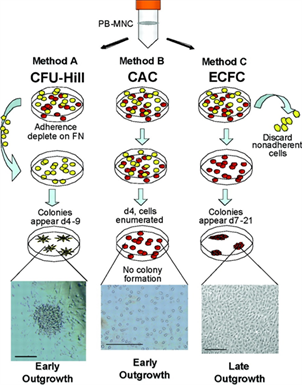 PB-MNC
Method A
CFU-Hill
Method B
CAC
Method C
ECFC
Adherence
deplete on FN
Discard
nonadherent
cells
Colonies
appear d4-9
d4, cells
enumerated
Colonies
appear d7-21
No colony
formation
Early
Outgrowth
Early
Outgrowth
Late
Outgrowth